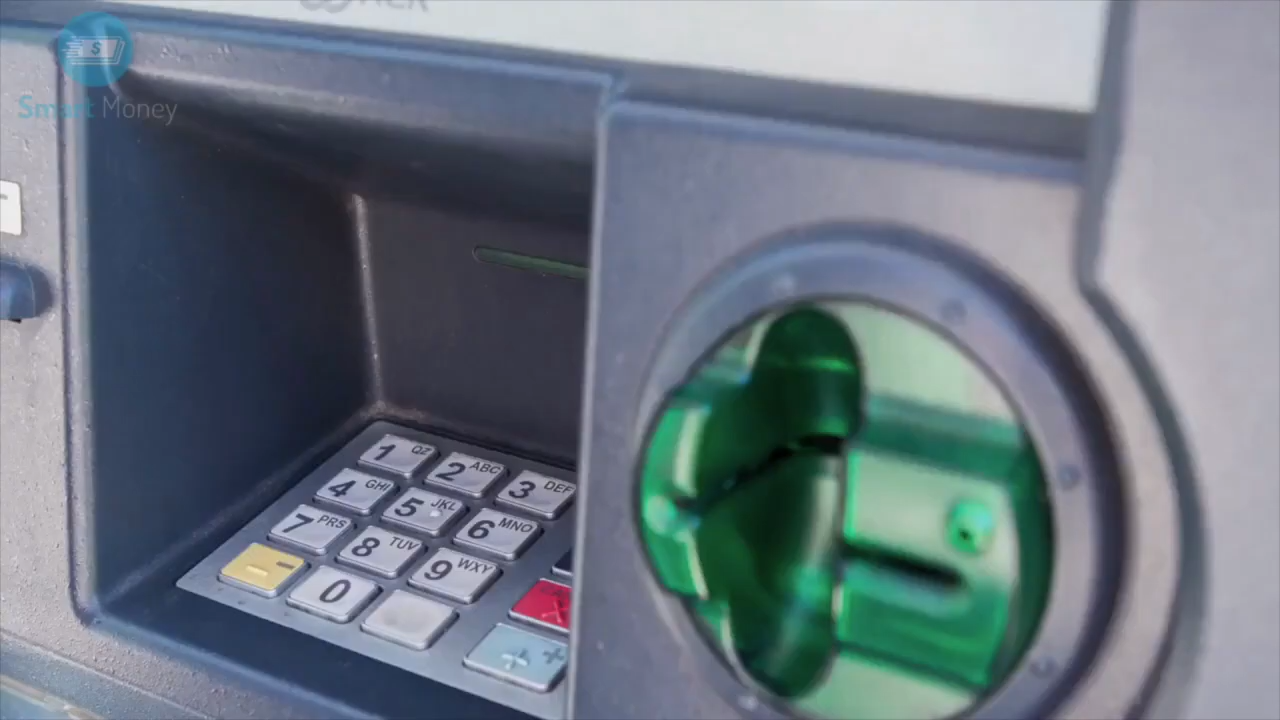 Smart Money
1 QZ
2 ABC
3 DEF
4 GHI
5 JKL
6 MNO
7 PRS
8 TUV
9 WXY
0